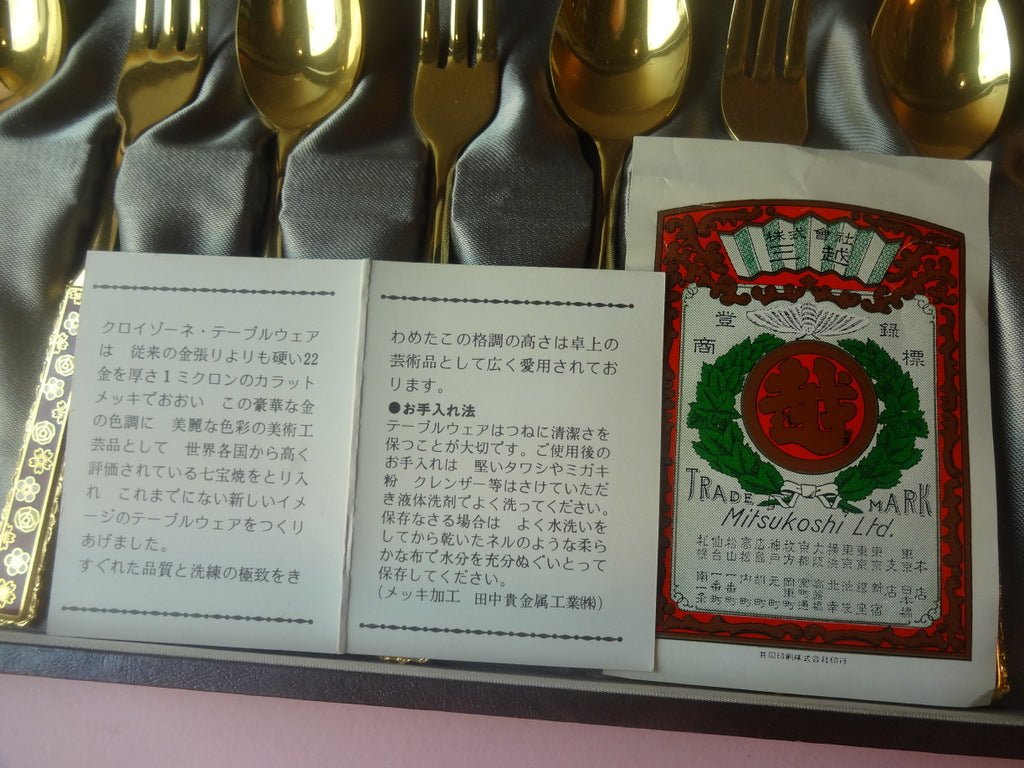 クロイゾーネ・テーブルウェア
は 従来の金張りよりも硬い22
金を厚さ1ミクロンのカラット
メッキでおおい この豪華な金
の色調に 美麗な色彩の美術工
芸品として 世界各国から高く
評価されている七宝焼をとり入
れ これまでにない新しいイメ
ージのテーブルウェアをつくり
あげました。
すぐれた品質と洗練の極致をき
わめたこの格調の高さは卓上の
芸術品として広く愛用されてお
ります。
●お手入れ法
テーブルウェアはつねに清潔さを
保つことが大切です。ご使用後の
お手入れは 堅いタワシやミガキ
粉 クレンザー等はさけていただ
き液体洗剤でよく洗ってください。
保存なさる場合は よく水洗いを
してから乾いたネルのような柔ら
かな布で水分を充分ぬぐいとって
保存してください。
(メッキ加工 田中貴金属工業㈱)
株式會社
三越
登録
商標
越
TRADE MARK
Mitsukoshi Ltd.
共同印刷株式会社印行